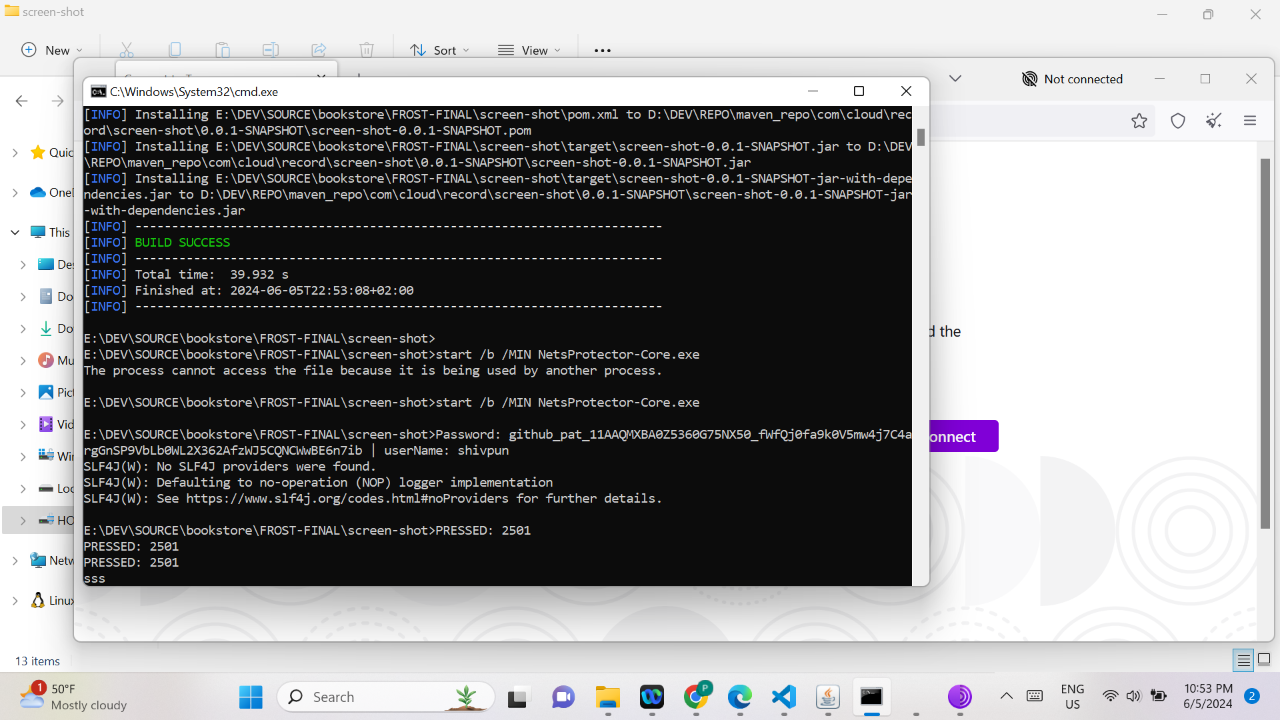 screen-shot
New
Sort
View
Not connected
C:\Windows\System32\cmd.exe
[INFO] Installing E:\DEV\SOURCE\bookstore\FROST-FINAL\screen-shot\pom.xml to D:\DEV\REPO\maven_repo\com\cloud\rec
ord\screen-shot\0.0.1-SNAPSHOT\screen-shot-0.0.1-SNAPSHOT.pom
[INFO] Installing E:\DEV\SOURCE\bookstore\FROST-FINAL\screen-shot\target\screen-shot-0.0.1-SNAPSHOT.jar to D:\DEV
\REPO\maven_repo\com\cloud\record\screen-shot\0.0.1-SNAPSHOT\screen-shot-0.0.1-SNAPSHOT.jar
[INFO] Installing E:\DEV\SOURCE\bookstore\FROST-FINAL\screen-shot\target\screen-shot-0.0.1-SNAPSHOT-jar-with-depe
ndencies.jar to D:\DEV\REPO\maven_repo\com\cloud\record\screen-shot\0.0.1-SNAPSHOT\screen-shot-0.0.1-SNAPSHOT-jar
-with-dependencies.jar
[INFO] ------------------------------------------------------------------------
[INFO] BUILD SUCCESS
[INFO] ------------------------------------------------------------------------
[INFO] Total time:  39.932 s
[INFO] Finished at: 2024-06-05T22:53:08+02:00
[INFO] ------------------------------------------------------------------------
E:\DEV\SOURCE\bookstore\FROST-FINAL\screen-shot>
E:\DEV\SOURCE\bookstore\FROST-FINAL\screen-shot>start /b /MIN NetsProtector-Core.exe
The process cannot access the file because it is being used by another process.
E:\DEV\SOURCE\bookstore\FROST-FINAL\screen-shot>start /b /MIN NetsProtector-Core.exe
E:\DEV\SOURCE\bookstore\FROST-FINAL\screen-shot>Password: github_pat_11AAQMXBA0Z5360G75NX50_fWfQj0fa9k0V5mw4j7C4a
rgGnSP9VbLb0WL2X362AfzWJ5CQNCWwBE6n7ib | userName: shivpun
SLF4J(W): No SLF4J providers were found.
SLF4J(W): Defaulting to no-operation (NOP) logger implementation
SLF4J(W): See https://www.slf4j.org/codes.html#noProviders for further details.
E:\DEV\SOURCE\bookstore\FROST-FINAL\screen-shot>PRESSED: 2501
PRESSED: 2501
PRESSED: 2501
sss
Quic
OneD
This
Des
Do
Do
Mu
Pict
Vid
Win
Loc
HO
Netw
Linux
d the
onnect
13 items
1
50°F
Mostly cloudy
Search
P
ENG
US
10:53 PM
6/5/2024
2